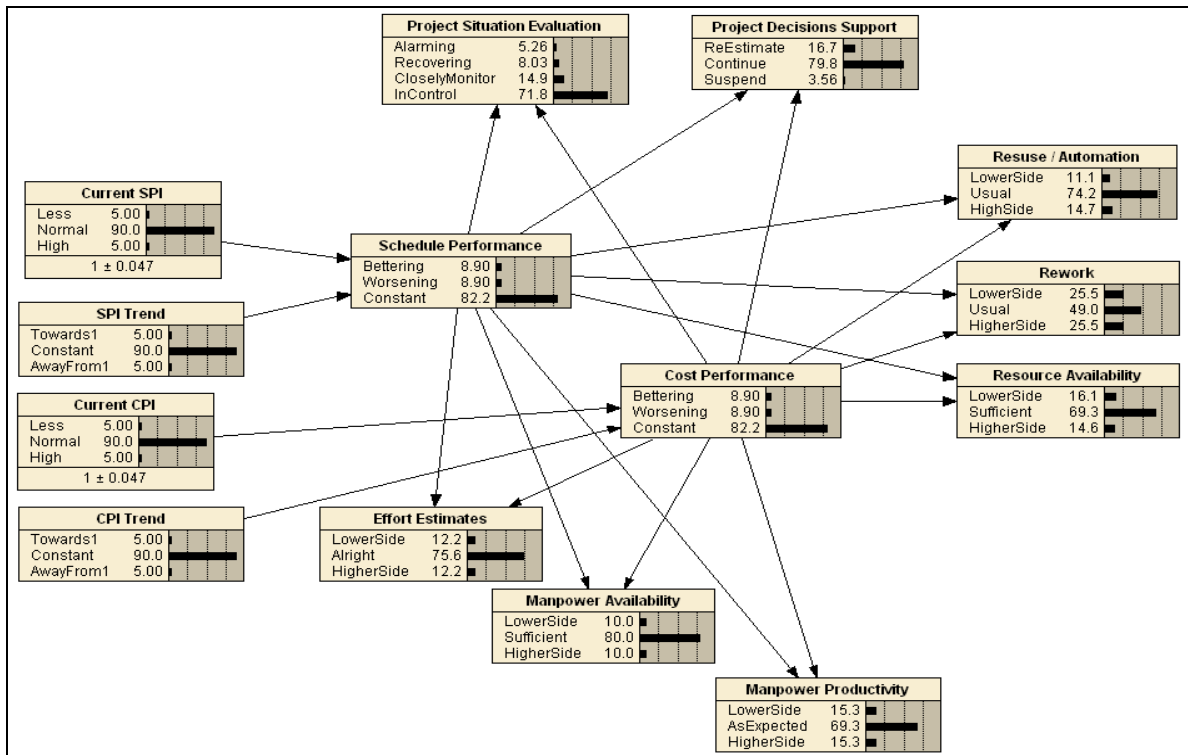 Project Situation Evaluation
Alarming 5.26
Recovering 8.03
CloselyMonitor 14.9
InControl 71.8
Project Decisions Support
ReEstimate 16.7
Continue 79.8
Suspend 3.56
Resuse / Automation
LowerSide 11.1
Usual 74.2
HighSide 14.7
Current SPI
Less 5.00
Normal 90.0
High 5.00
1 ± 0.047
Schedule Performance
Bettering 8.90
Worsening 8.90
Constant 82.2
Rework
LowerSide 25.5
Usual 49.0
HigherSide 25.5
SPI Trend
Towards1 5.00
Constant 90.0
AwayFrom1 5.00
Cost Performance
Bettering 8.90
Worsening 8.90
Constant 82.2
Resource Availability
LowerSide 16.1
Sufficient 69.3
HigherSide 14.6
Current CPI
Less 5.00
Normal 90.0
High 5.00
1 ± 0.047
CPI Trend
Towards1 5.00
Constant 90.0
AwayFrom1 5.00
Effort Estimates
LowerSide 12.2
Alright 75.6
HigherSide 12.2
Manpower Availability
LowerSide 10.0
Sufficient 80.0
HigherSide 10.0
Manpower Productivity
LowerSide 15.3
AsExpected 69.3
HigherSide 15.3